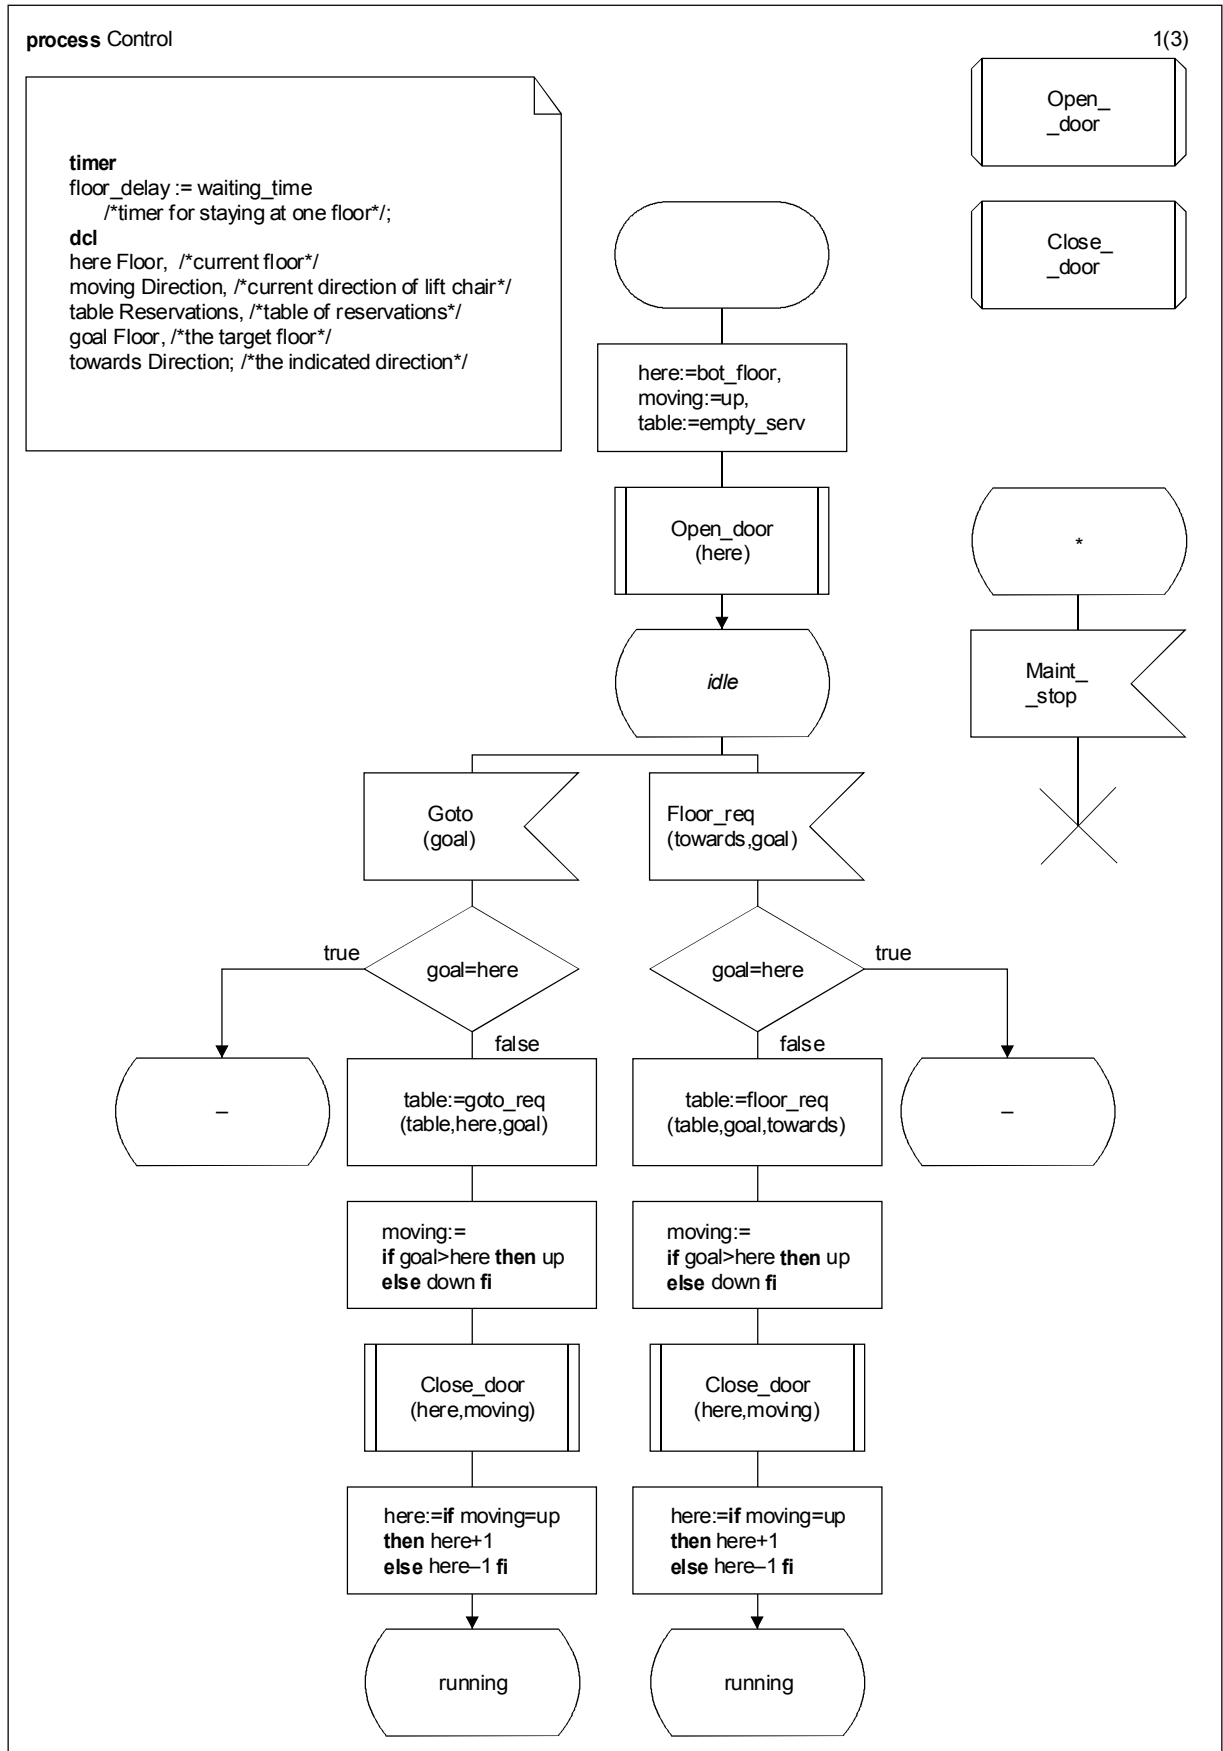 process Control
1(3)
timer
floor_delay := waiting_time
/*timer for staying at one floor*/;
dcl
here Floor, /*current floor*/
moving Direction, /*current direction of lift chair*/
table Reservations, /*table of reservations*/
goal Floor, /*the target floor*/
towards Direction; /*the indicated direction*/
Open_
_door
Close_
_door
here:=bot_floor,
moving:=up,
table:=empty_serv
Open_door
(here)
idle
*
Maint_
_stop
Goto
(goal)
Floor_req
(towards,goal)
true
goal=here
false
goal=here
true
false
–
table:=goto_req
(table,here,goal)
table:=floor_req
(table,goal,towards)
–
moving:=
if goal>here then up
else down fi
moving:=
if goal>here then up
else down fi
Close_door
(here,moving)
Close_door
(here,moving)
here:=if moving=up
then here+1
else here–1 fi
here:=if moving=up
then here+1
else here–1 fi
running
running